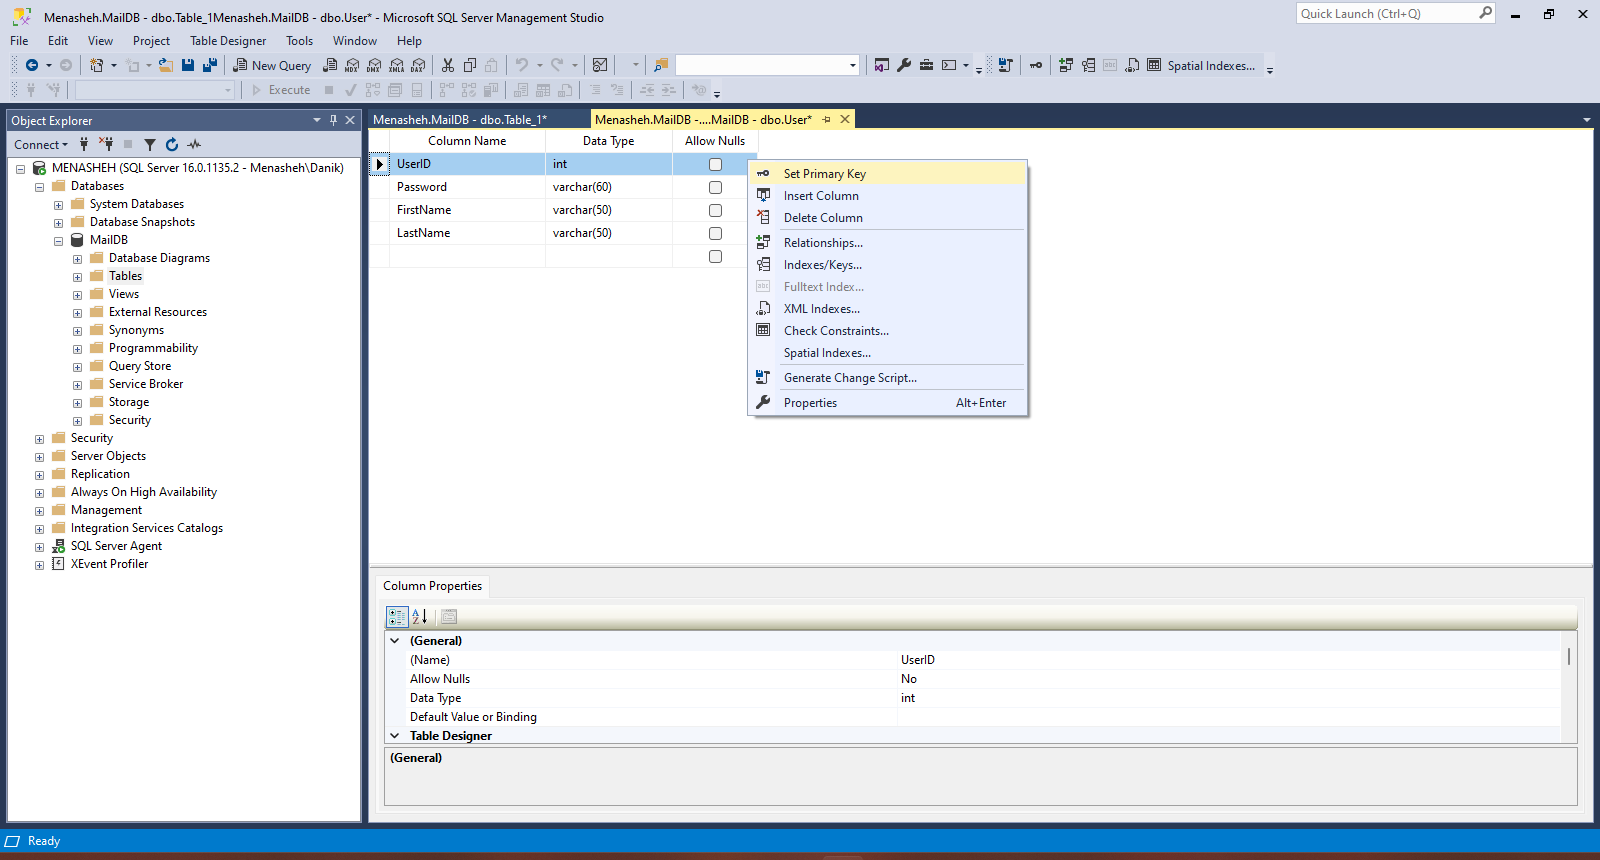 Menasheh.MailDB - dbo.Table_1Menasheh.MailDB - dbo.User* - Microsoft SQL Server Management Studio
Quick Launch (Ctrl+Q)
File Edit View Project Table Designer Tools Window Help
New Query MDX DMX XMLA DAX Spatial Indexes...
Execute
Object Explorer
Menasheh.MailDB - dbo.Table_1*
Menasheh.MailDB -....MailDB - dbo.User*
Connect
MENASHEH (SQL Server 16.0.1135.2 - Menasheh\Danik)
Databases
System Databases
Database Snapshots
MailDB
Database Diagrams
Tables
Views
External Resources
Synonyms
Programmability
Query Store
Service Broker
Storage
Security
Security
Server Objects
Replication
Always On High Availability
Management
Integration Services Catalogs
SQL Server Agent
XEvent Profiler
Column Name Data Type Allow Nulls
UserID int
Password varchar(60)
FirstName varchar(50)
LastName varchar(50)
Set Primary Key
Insert Column
Delete Column
Relationships...
Indexes/Keys...
abc Fulltext Index...
XML Indexes...
Check Constraints...
Spatial Indexes...
Generate Change Script...
Properties Alt+Enter
Column Properties
AZ
(General)
(Name) UserID
Allow Nulls No
Data Type int
Default Value or Binding
Table Designer
(General)
Ready